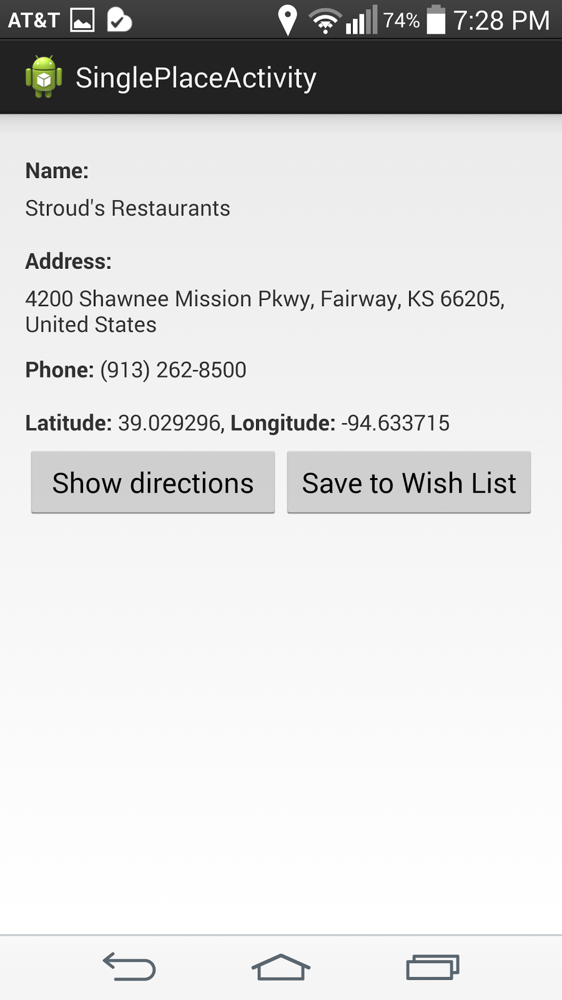 AT&T 74% 7:28 PM
SinglePlaceActivity
Name:
Stroud's Restaurants
Address:
4200 Shawnee Mission Pkwy, Fairway, KS 66205,
United States
Phone: (913) 262-8500
Latitude: 39.029296, Longitude: -94.633715
Show directions Save to Wish List